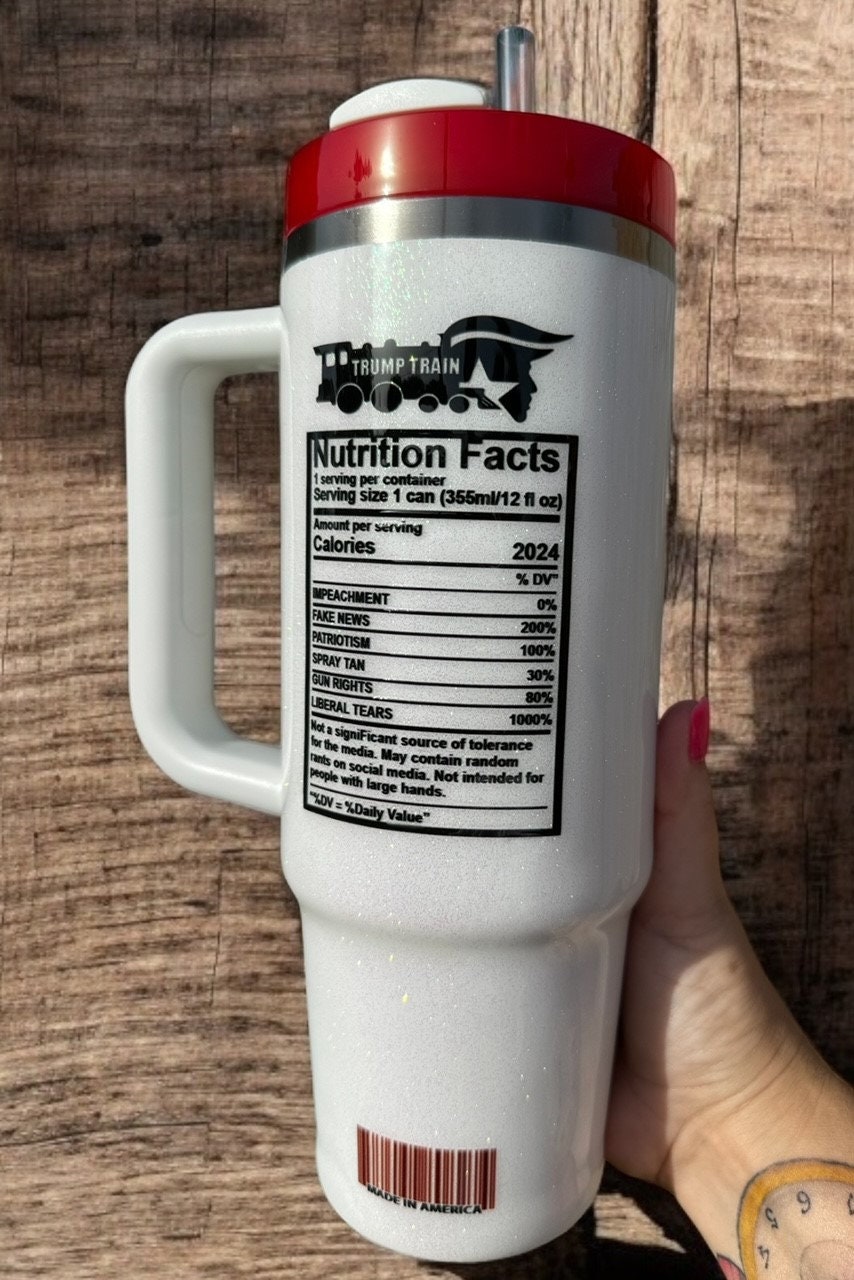 TRUMP TRAIN
Nutrition Facts
1 serving per container
Serving size 1 can (355ml/12 fl oz)
Amount per serving
Calories 2024
% DV"
IMPEACHMENT 0%
FAKE NEWS 200%
PATRIOTISM 100%
SPRAY TAN 30%
GUN RIGHTS 80%
LIBERAL TEARS 1000%
Not a signiFicant source of tolerance
for the media. May contain random
rants on social media. Not intended for
people with large hands.
"%DV = %Daily Value"
MADE IN AMERICA
6
5
4